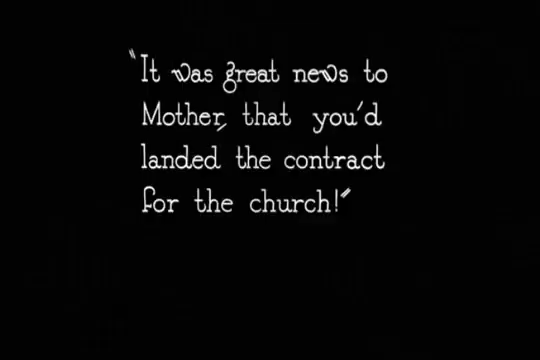 "It was great news to
Mother, that you'd
landed the contract
for the church!"